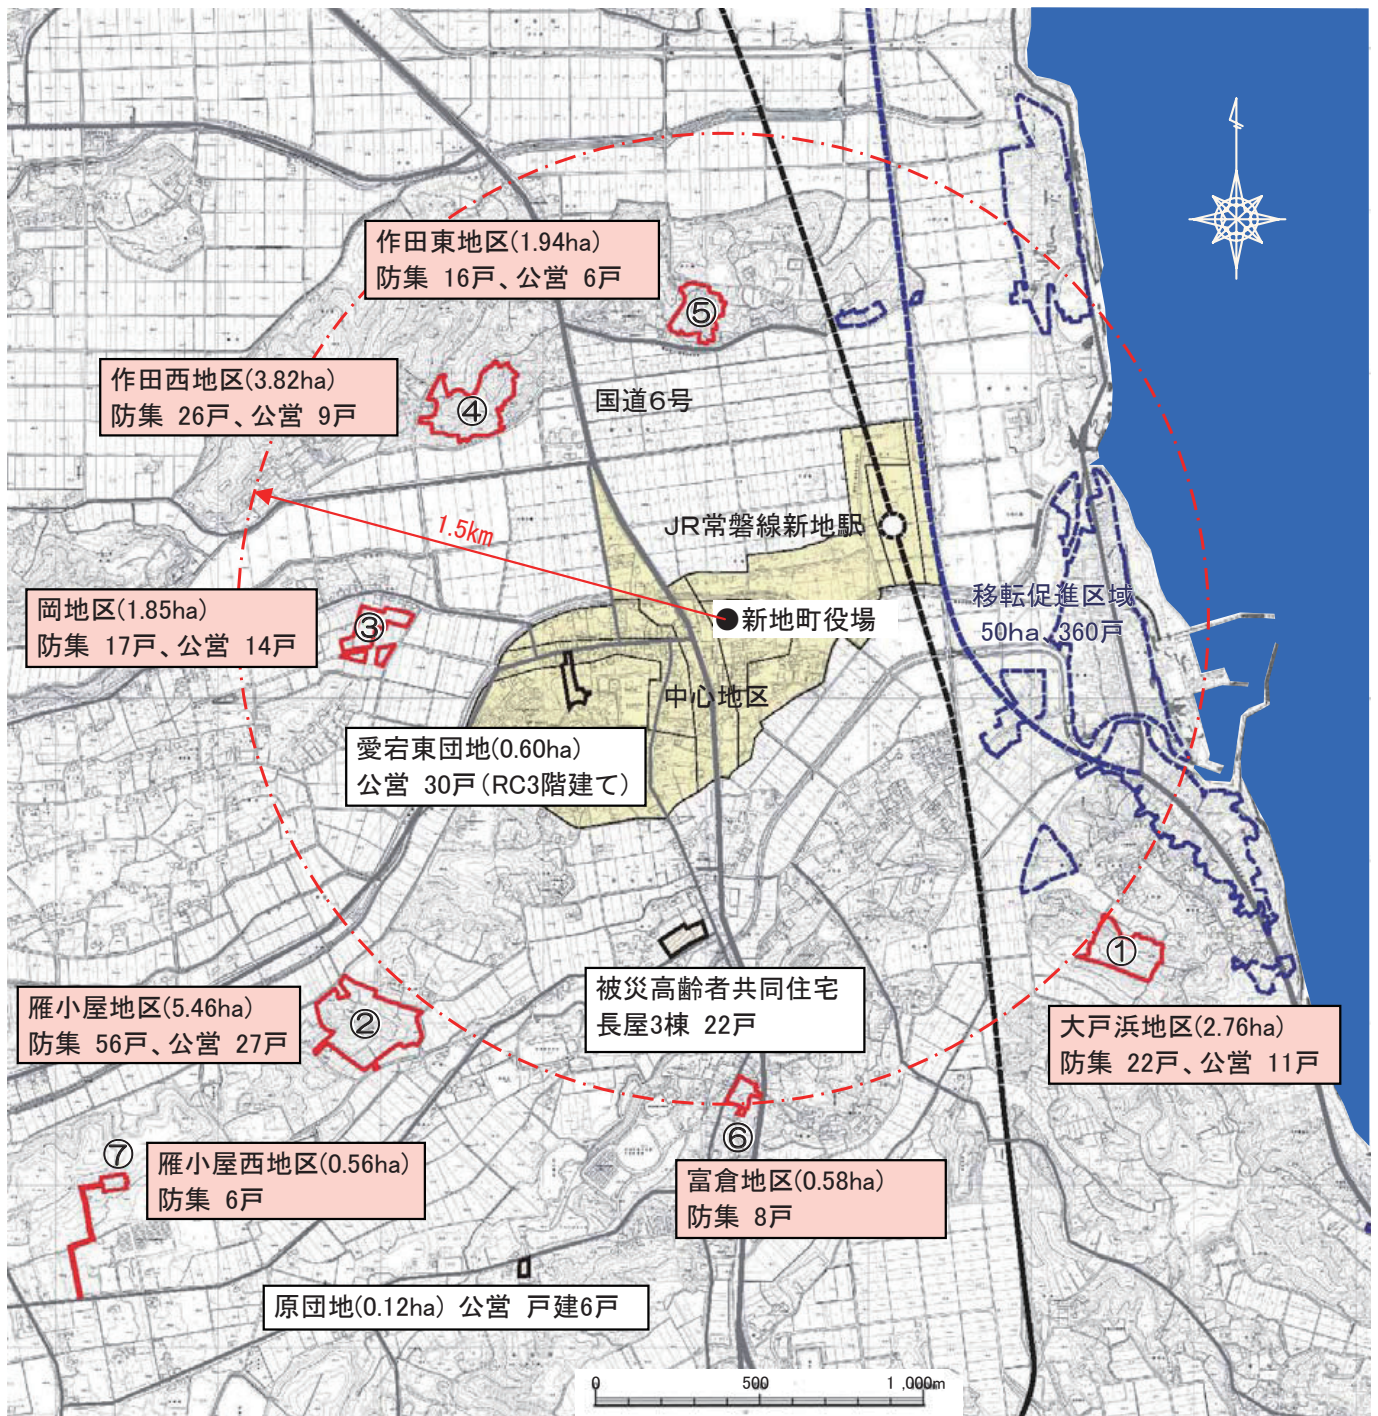 作田東地区(1.94ha)
防集 16戸、公営 6戸
⑤
作田西地区(3.82ha)
防集 26戸、公営 9戸
④
国道6号
JR常磐線新地駅
1.5km
移転促進区域
50ha、360戸
岡地区(1.85ha)
防集 17戸、公営 14戸
③
新地町役場
中心地区
愛宕東団地(0.60ha)
公営 30戸(RC3階建て)
①
被災高齢者共同住宅
長屋3棟 22戸
雁小屋地区(5.46ha)
防集 56戸、公営 27戸
②
大戸浜地区(2.76ha)
防集 22戸、公営 11戸
⑥
⑦
雁小屋西地区(0.56ha)
防集 6戸
富倉地区(0.58ha)
防集 8戸
原団地(0.12ha) 公営 戸建6戸
0 500 1,000m